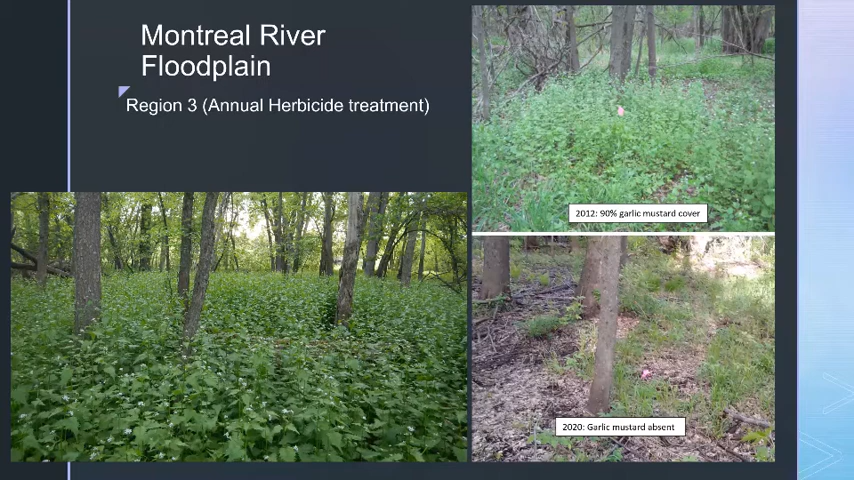 Montreal River
Floodplain
Region 3 (Annual Herbicide treatment)
2012: 90% garlic mustard cover
2020: Garlic mustard absent